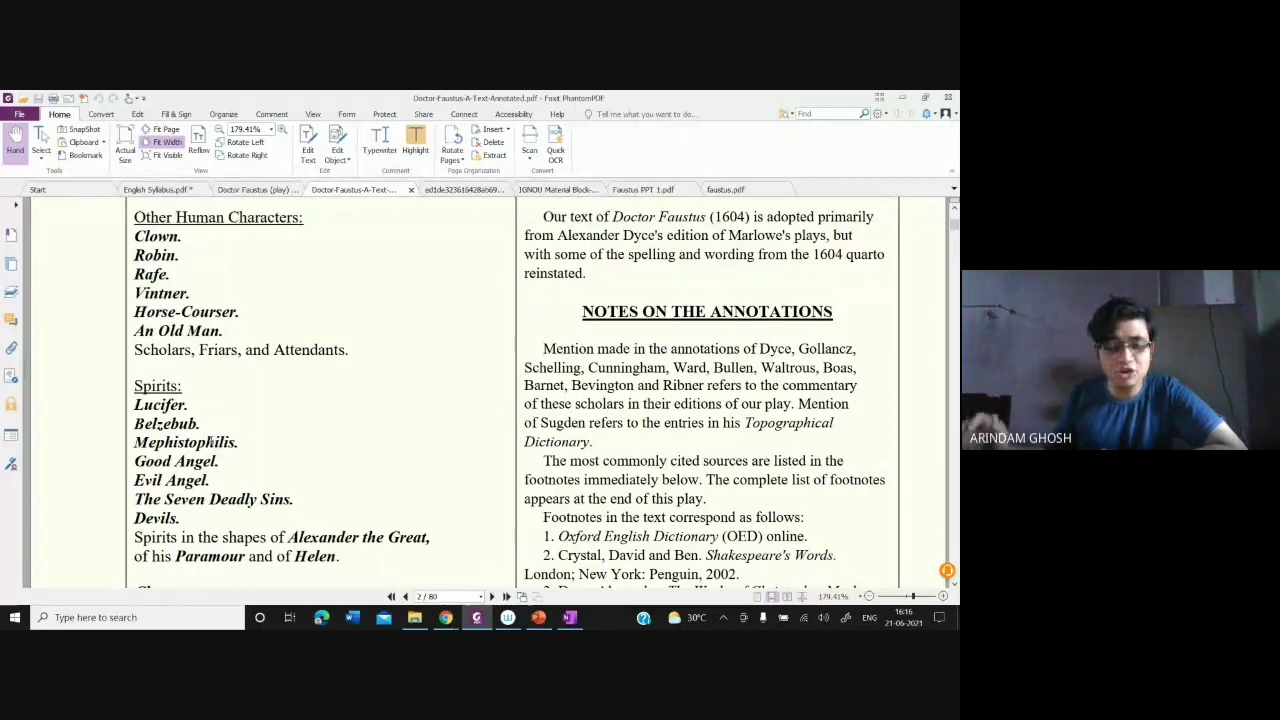 Doctor-Faustus-A-Text-Annotated.pdf - Foxit PhantomPDF
File Home Convert Edit Fill & Sign Organize Comment View Form Protect Share Connect Accessibility Help Tell me what you want to do... Find
Hand
Select
SnapShot
Clipboard
Bookmark
Tools
Actual Size
Fit Page
Fit Width
Fit Visible
Reflow
179.41%
Rotate Left
Rotate Right
View
Edit Text
Edit Object
Edit
Typewriter
Highlight
Comment
Rotate Pages
Insert
Delete
Extract
Page Organization
Scan
Quick OCR
Convert
Start English Syllabus.pdf * Doctor Faustus (play) ... Doctor-Faustus-A-Text-... ed1de323616428ab69... IGNOU Material Block-... Faustus PPT 1.pdf faustus.pdf
Other Human Characters:
Clown.
Robin.
Rafe.
Vintner.
Horse-Courser.
An Old Man.
Scholars, Friars, and Attendants.
Spirits:
Lucifer.
Belzebub.
Mephistophilis.
Good Angel.
Evil Angel.
The Seven Deadly Sins.
Devils.
Spirits in the shapes of Alexander the Great,
of his Paramour and of Helen.
Our text of Doctor Faustus (1604) is adopted primarily
from Alexander Dyce's edition of Marlowe's plays, but
with some of the spelling and wording from the 1604 quarto
reinstated.
NOTES ON THE ANNOTATIONS
Mention made in the annotations of Dyce, Gollancz,
Schelling, Cunningham, Ward, Bullen, Waltrous, Boas,
Barnet, Bevington and Ribner refers to the commentary
of these scholars in their editions of our play. Mention
of Sugden refers to the entries in his Topographical
Dictionary.
The most commonly cited sources are listed in the
footnotes immediately below. The complete list of footnotes
appears at the end of this play.
Footnotes in the text correspond as follows:
1. Oxford English Dictionary (OED) online.
2. Crystal, David and Ben. Shakespeare's Words.
London; New York: Penguin, 2002.
2 / 80
179.41%
Type here to search
30°C
ENG
16:16
21-06-2021
ARINDAM GHOSH